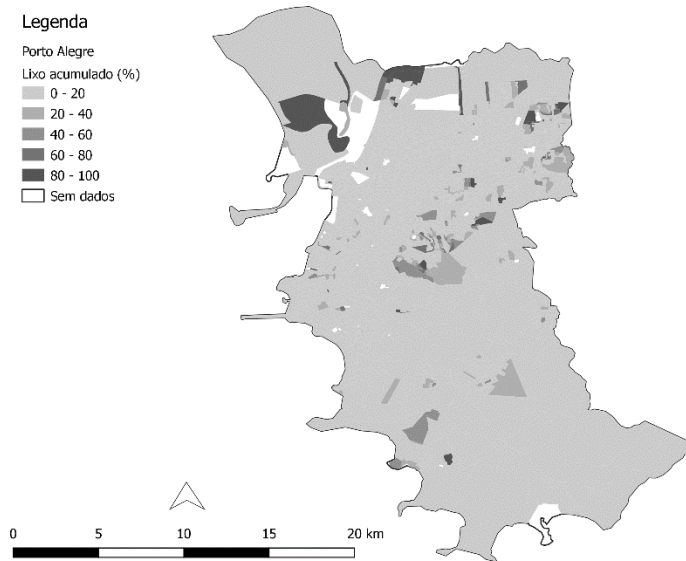 Legenda
Porto Alegre
Lixo acumulado (%)
0 - 20
20 - 40
40 - 60
60 - 80
80 - 100
Sem dados
0 5 10 15 20 km